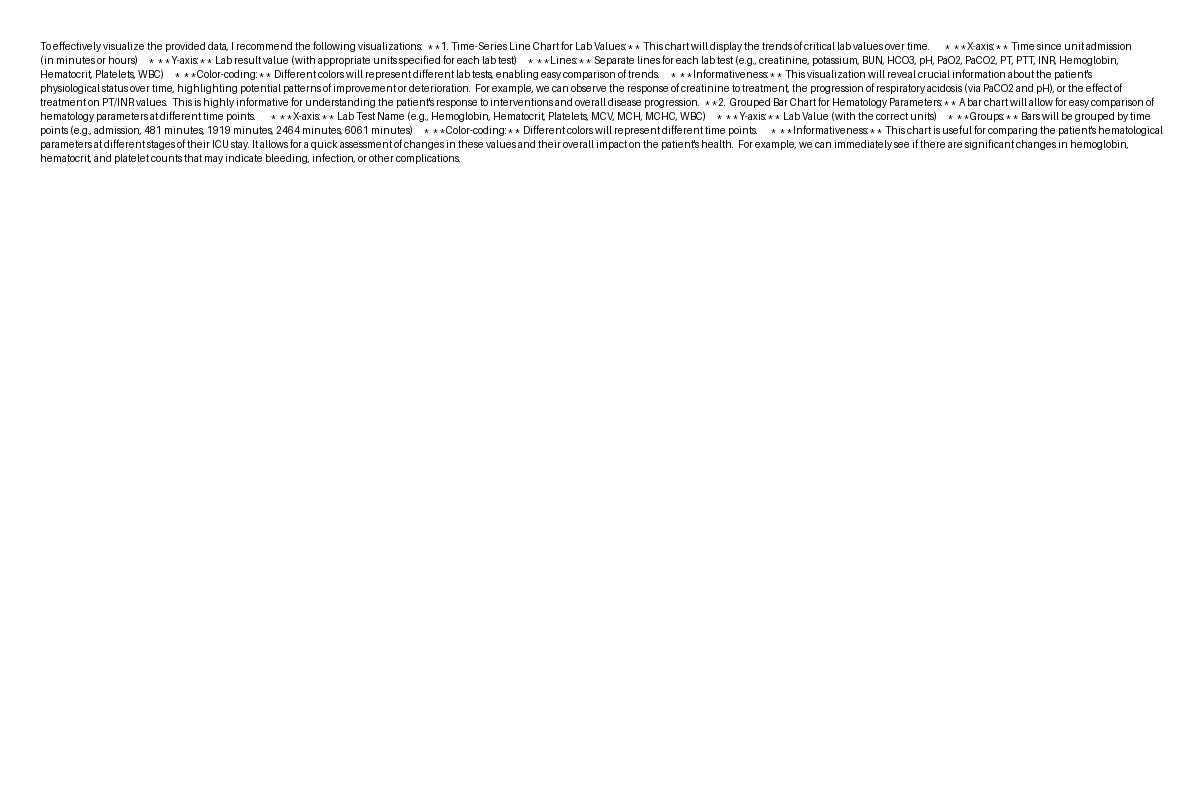 To effectively visualize the provided data, I recommend the following visualizations:  **1. Time-Series Line Chart for Lab Values:** This chart will display the trends of critical lab values over time.     * **X-axis:** Time since unit admission
(in minutes or hours)    * **Y-axis:** Lab result value (with appropriate units specified for each lab test)    * **Lines:** Separate lines for each lab test (e.g., creatinine, potassium, BUN, HCO3, pH, PaO2, PaCO2, PT, PTT, INR, Hemoglobin,
Hematocrit, Platelets, WBC)    * **Color-coding:** Different colors will represent different lab tests, enabling easy comparison of trends.    * **Informativeness:** This visualization will reveal crucial information about the patient's
physiological status over time, highlighting potential patterns of improvement or deterioration.  For example, we can observe the response of creatinine to treatment, the progression of respiratory acidosis (via PaCO2 and pH), or the effect of
treatment on PT/INR values.  This is highly informative for understanding the patient's response to interventions and overall disease progression.  **2. Grouped Bar Chart for Hematology Parameters:** A bar chart will allow for easy comparison of
hematology parameters at different time points.     * **X-axis:** Lab Test Name (e.g., Hemoglobin, Hematocrit, Platelets, MCV, MCH, MCHC, WBC)    * **Y-axis:** Lab Value (with the correct units)    * **Groups:** Bars will be grouped by time
points (e.g., admission, 481 minutes, 1919 minutes, 2464 minutes, 6061 minutes)    * **Color-coding:** Different colors will represent different time points.    * **Informativeness:** This chart is useful for comparing the patient's hematological
parameters at different stages of their ICU stay. It allows for a quick assessment of changes in these values and their overall impact on the patient's health.  For example, we can immediately see if there are significant changes in hemoglobin,
hematocrit, and platelet counts that may indicate bleeding, infection, or other complications.